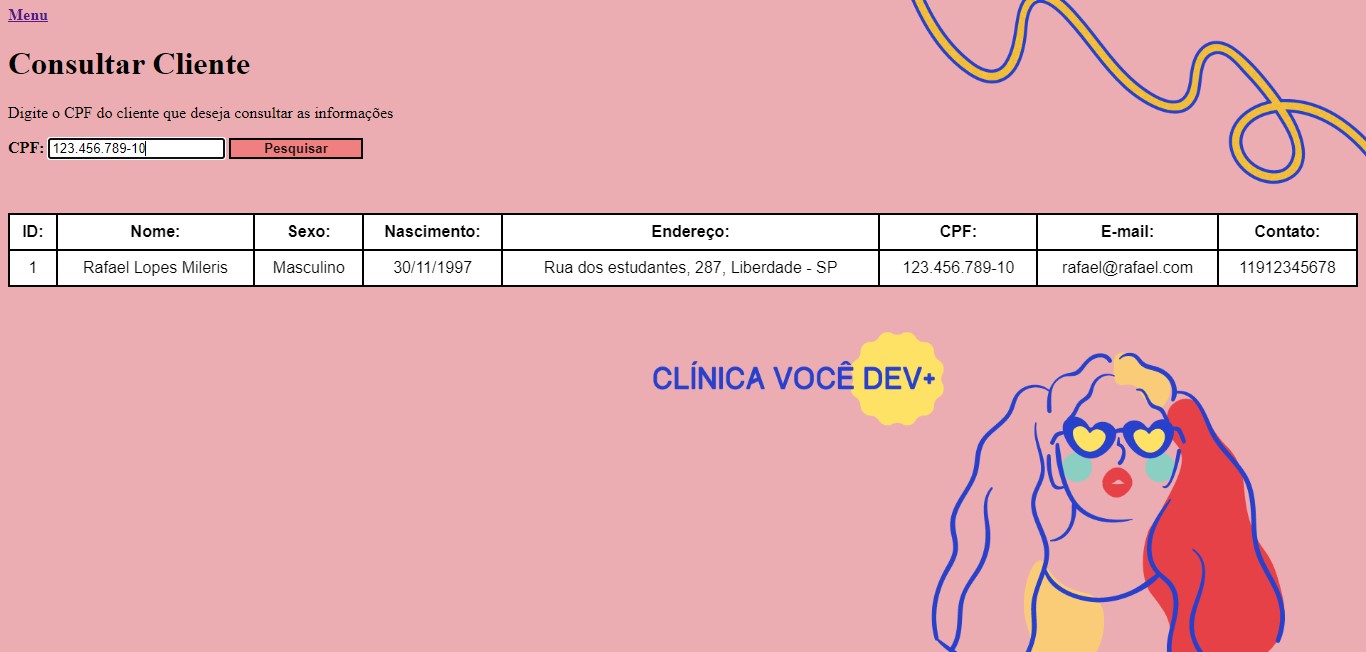 Menu
Consultar Cliente
Digite o CPF do cliente que deseja consultar as informações
CPF: 123.456.789-10 Pesquisar
ID: Nome: Sexo: Nascimento: Endereço: CPF: E-mail: Contato:
1 Rafael Lopes Mileris Masculino 30/11/1997 Rua dos estudantes, 287, Liberdade - SP 123.456.789-10 rafael@rafael.com 11912345678
CLÍNICA VOCÊ DEV+